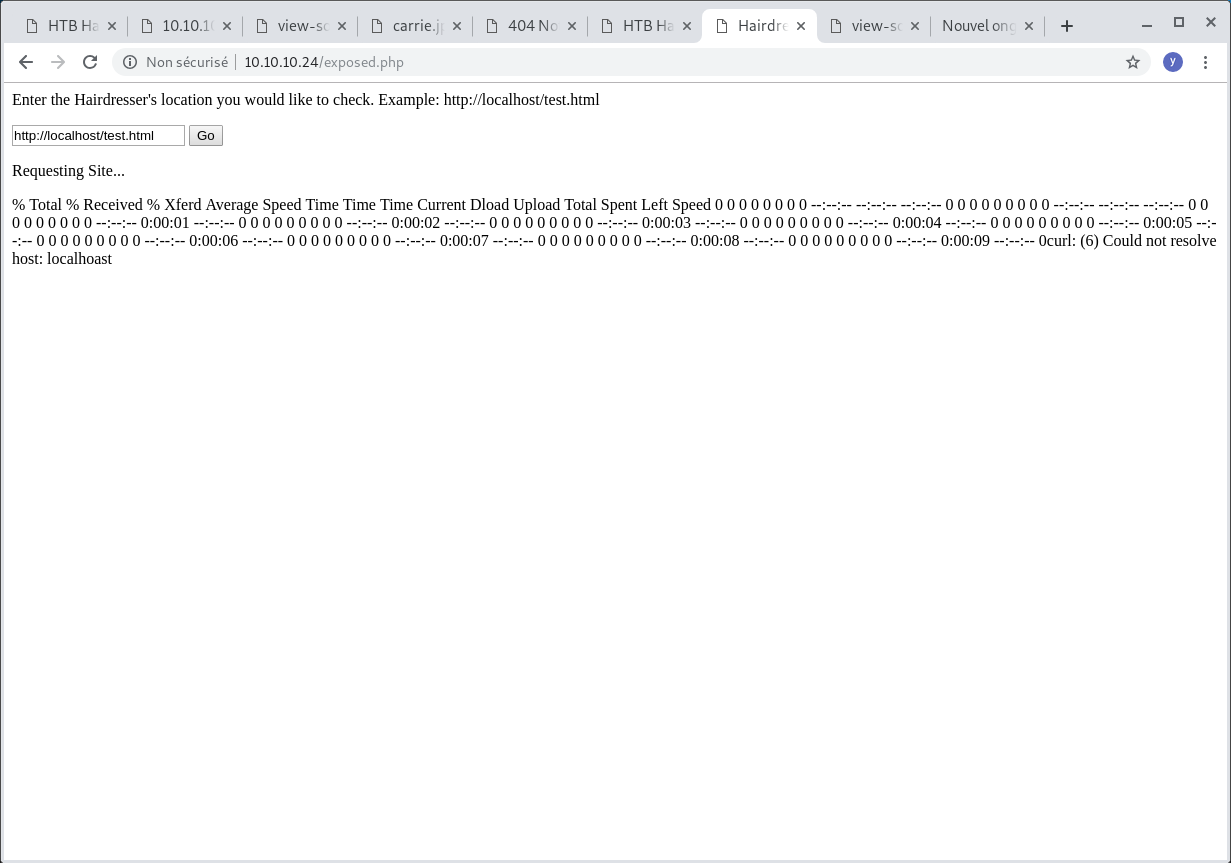 HTB Ha
10.10.10
view-so
carrie.j
404 No
HTB Ha
Hairdre
view-so
Nouvel ong
Non sécurisé
10.10.10.24/exposed.php
y
Enter the Hairdresser's location you would like to check. Example: http://localhost/test.html
http://localhost/test.html
Go
Requesting Site...
% Total % Received % Xferd Average Speed Time Time Time Current Dload Upload Total Spent Left Speed 0 0 0 0 0 0 0 0 --:--:-- --:--:-- --:--:-- 0 0 0 0 0 0 0 0 0 --:--:-- --:--:-- --:--:-- 0 0
0 0 0 0 0 0 0 --:--:-- 0:00:01 --:--:-- 0 0 0 0 0 0 0 0 0 --:--:-- 0:00:02 --:--:-- 0 0 0 0 0 0 0 0 0 --:--:-- 0:00:03 --:--:-- 0 0 0 0 0 0 0 0 0 --:--:-- 0:00:04 --:--:-- 0 0 0 0 0 0 0 0 0 --:--:-- 0:00:05 --:-
-:-- 0 0 0 0 0 0 0 0 0 --:--:-- 0:00:06 --:--:-- 0 0 0 0 0 0 0 0 0 --:--:-- 0:00:07 --:--:-- 0 0 0 0 0 0 0 0 0 --:--:-- 0:00:08 --:--:-- 0 0 0 0 0 0 0 0 0 --:--:-- 0:00:09 --:--:-- 0curl: (6) Could not resolve
host: localhoast